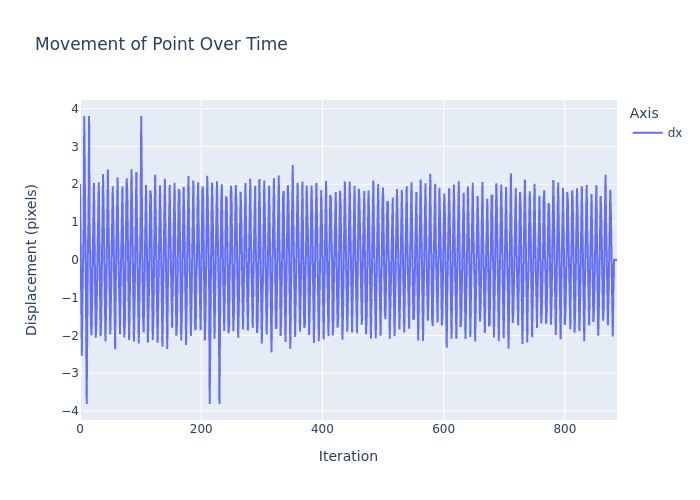 Movement of Point Over Time
Axis
dx
4
3
2
1
0
−1
−2
−3
−4
Displacement (pixels)
0 200 400 600 800
Iteration